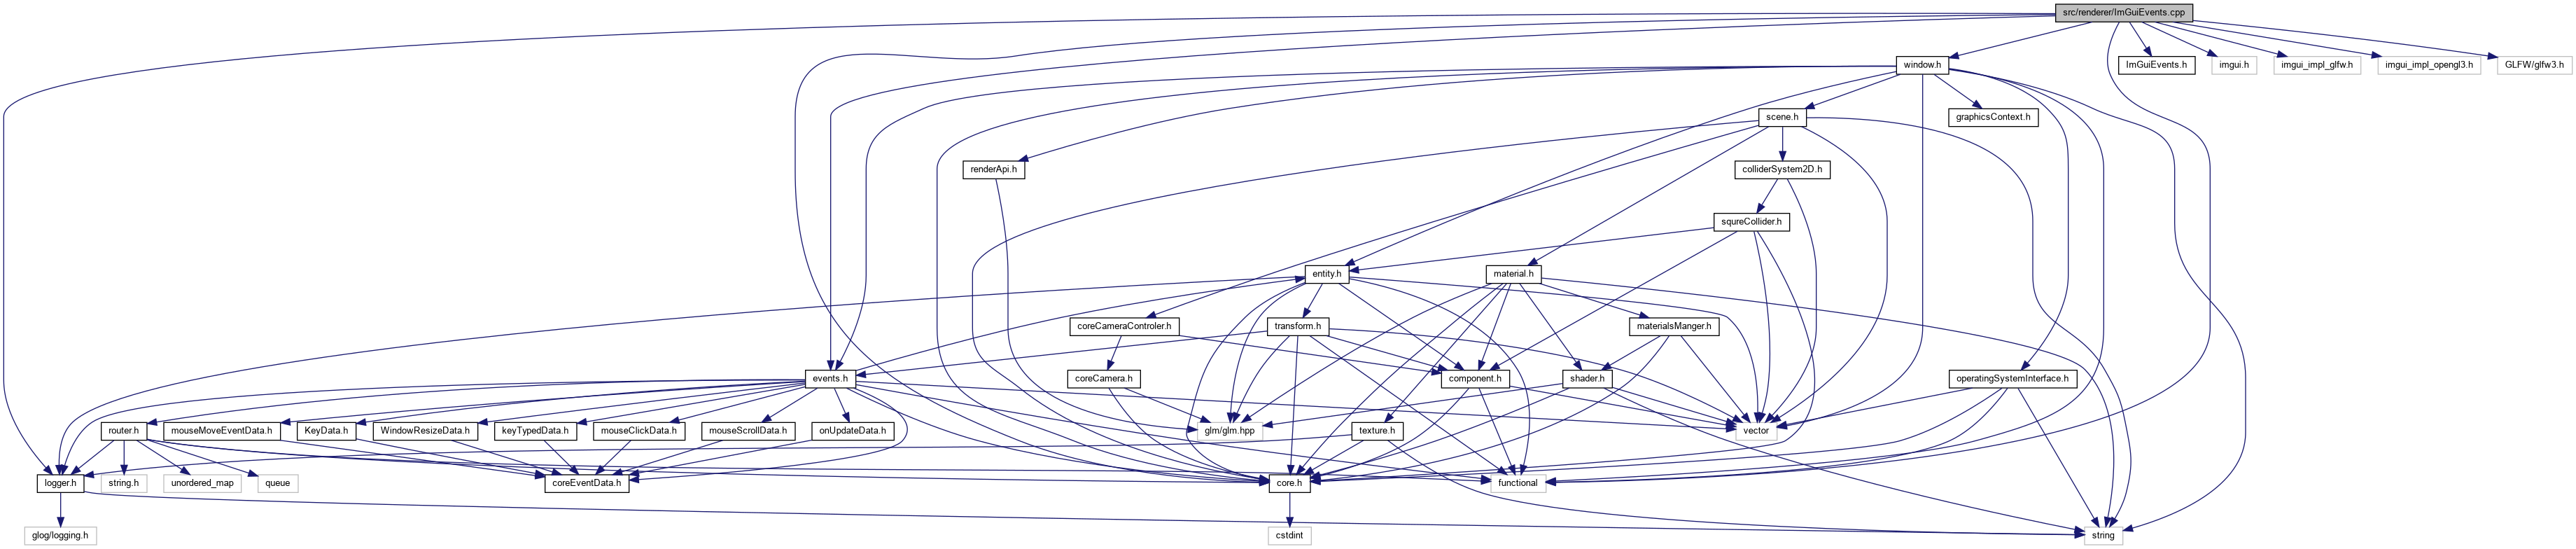 src/renderer/ImGuiEvents.cpp
window.h
ImGuiEvents.h
imgui.h
imgui_impl_glfw.h
imgui_impl_opengl3.h
GLFW/glfw3.h
scene.h
graphicsContext.h
renderApi.h
colliderSystem2D.h
squreCollider.h
entity.h
material.h
coreCameraControler.h
transform.h
materialsManger.h
events.h
coreCamera.h
component.h
shader.h
operatingSystemInterface.h
router.h
mouseMoveEventData.h
KeyData.h
WindowResizeData.h
keyTypedData.h
mouseClickData.h
mouseScrollData.h
onUpdateData.h
glm/glm.hpp
texture.h
vector
logger.h
string.h
unordered_map
queue
coreEventData.h
core.h
functional
glog/logging.h
cstdint
string